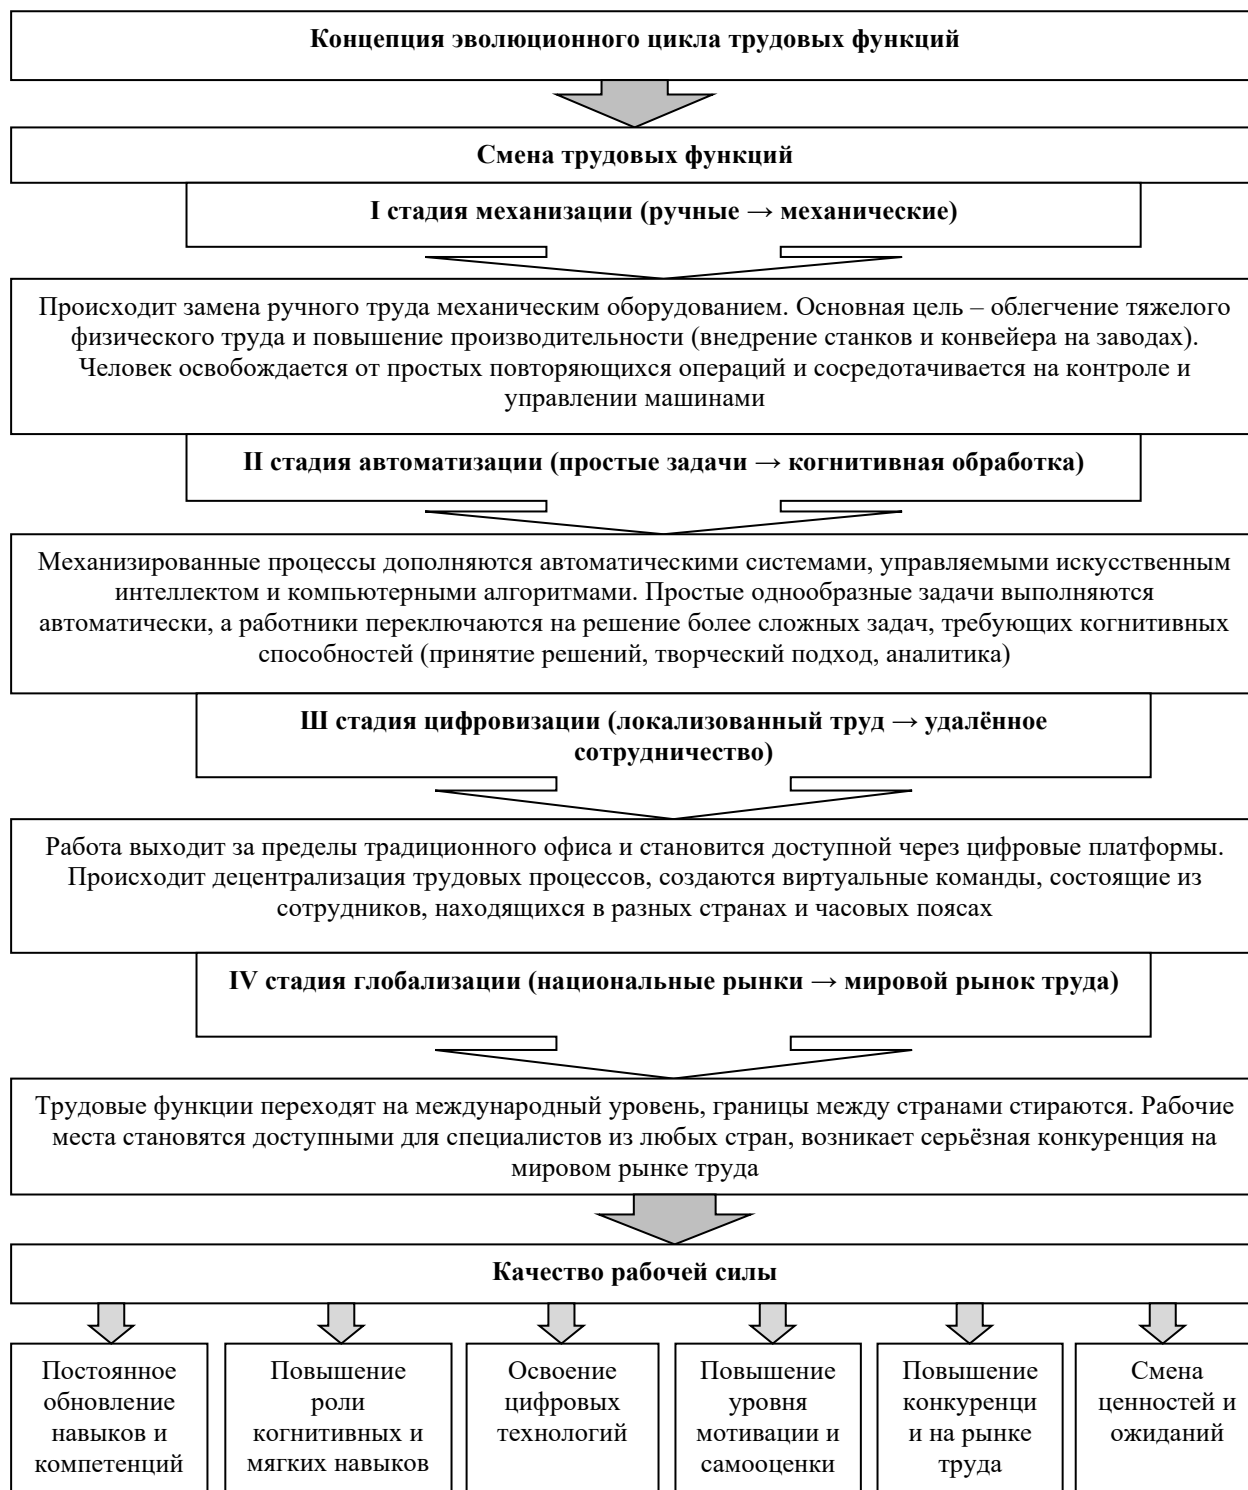 Концепция эволюционного цикла трудовых функций
Смена трудовых функций
I стадия механизации (ручные → механические)
Происходит замена ручного труда механическим оборудованием. Основная цель – облегчение тяжелого
физического труда и повышение производительности (внедрение станков и конвейера на заводах).
Человек освобождается от простых повторяющихся операций и сосредотачивается на контроле и
управлении машинами
II стадия автоматизации (простые задачи → когнитивная обработка)
Механизированные процессы дополняются автоматическими системами, управляемыми искусственным
интеллектом и компьютерными алгоритмами. Простые однообразные задачи выполняются
автоматически, а работники переключаются на решение более сложных задач, требующих когнитивных
способностей (принятие решений, творческий подход, аналитика)
III стадия цифровизации (локализованный труд → удалённое
сотрудничество)
Работа выходит за пределы традиционного офиса и становится доступной через цифровые платформы.
Происходит децентрализация трудовых процессов, создаются виртуальные команды, состоящие из
сотрудников, находящихся в разных странах и часовых поясах
IV стадия глобализации (национальные рынки → мировой рынок труда)
Трудовые функции переходят на международный уровень, границы между странами стираются. Рабочие
места становятся доступными для специалистов из любых стран, возникает серьёзная конкуренция на
мировом рынке труда
Качество рабочей силы
Постоянное
обновление
навыков и
компетенций
Повышение
роли
когнитивных и
мягких навыков
Освоение
цифровых
технологий
Повышение
уровня
мотивации и
самооценки
Повышение
конкуренци
и на рынке
труда
Смена
ценностей и
ожиданий